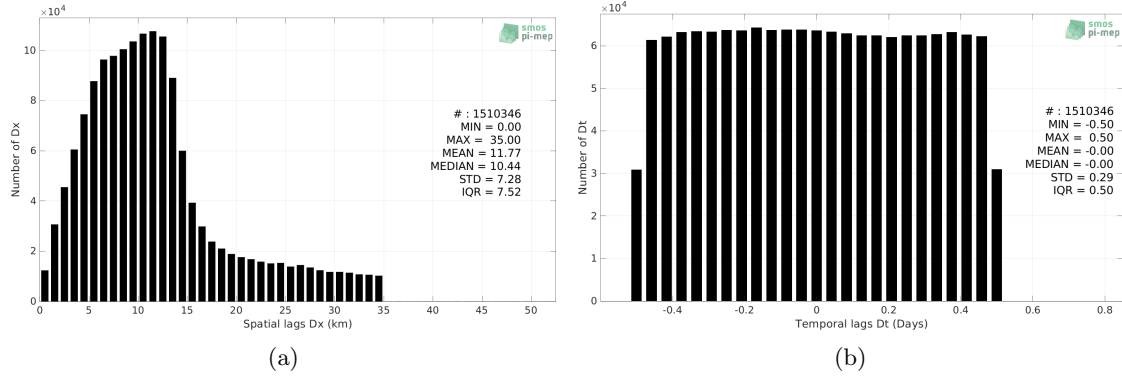 ×10⁴
smos
pi-mep
10
8
6
4
2
0
Number of Dx
# : 1510346
MIN = 0.00
MAX = 35.00
MEAN = 11.77
MEDIAN = 10.44
STD = 7.28
IQR = 7.52
0 5 10 15 20 25 30 35 40 45 50
Spatial lags Dx (km)
(a)
×10⁴
smos
pi-mep
6
5
4
3
2
1
0
Number of Dt
# : 1510346
MIN = -0.50
MAX = 0.50
MEAN = -0.00
MEDIAN = -0.00
STD = 0.29
IQR = 0.50
-0.4 -0.2 0 0.2 0.4 0.6 0.8
Temporal lags Dt (Days)
(b)